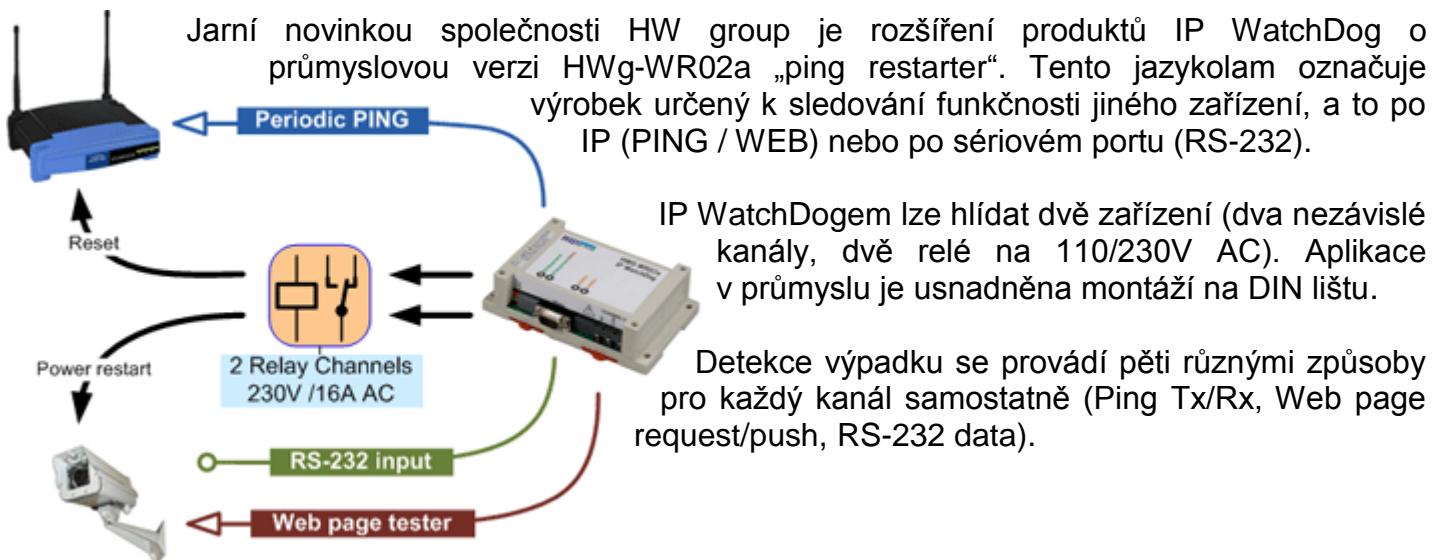 Jarní novinkou společnosti HW group je rozšíření produktů IP WatchDog o
průmyslovou verzi HWg-WR02a „ping restarter“. Tento jazykolam označuje
výrobek určený k sledování funkčnosti jiného zařízení, a to po
IP (PING / WEB) nebo po sériovém portu (RS-232).
Periodic PING
IP WatchDogem lze hlídat dvě zařízení (dva nezávislé
kanály, dvě relé na 110/230V AC). Aplikace
v průmyslu je usnadněna montáží na DIN lištu.
Reset
Power restart
2 Relay Channels
230V /16A AC
Detekce výpadku se provádí pěti různými způsoby
pro každý kanál samostatně (Ping Tx/Rx, Web page
request/push, RS-232 data).
RS-232 input
Web page tester